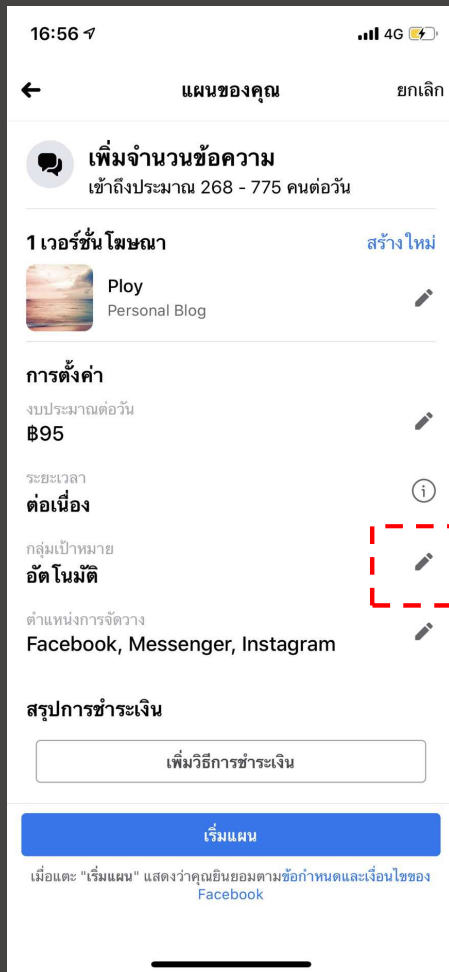 16:56
4G
แผนของคุณ
ยกเลิก
เพิ่มจำนวนข้อความ
เข้าถึงประมาณ 268 - 775 คนต่อวัน
1 เวอร์ชั่นโฆษณา
สร้างใหม่
Ploy
Personal Blog
การตั้งค่า
งบประมาณต่อวัน
฿95
ระยะเวลา
ต่อเนื่อง
กลุ่มเป้าหมาย
อัตโนมัติ
ตำแหน่งการจัดวาง
Facebook, Messenger, Instagram
สรุปการชำระเงิน
เพิ่มวิธีการชำระเงิน
เริ่มแผน
เมื่อแตะ "เริ่มแผน" แสดงว่าคุณยินยอมตามข้อกำหนดและเงื่อนไขของ
Facebook